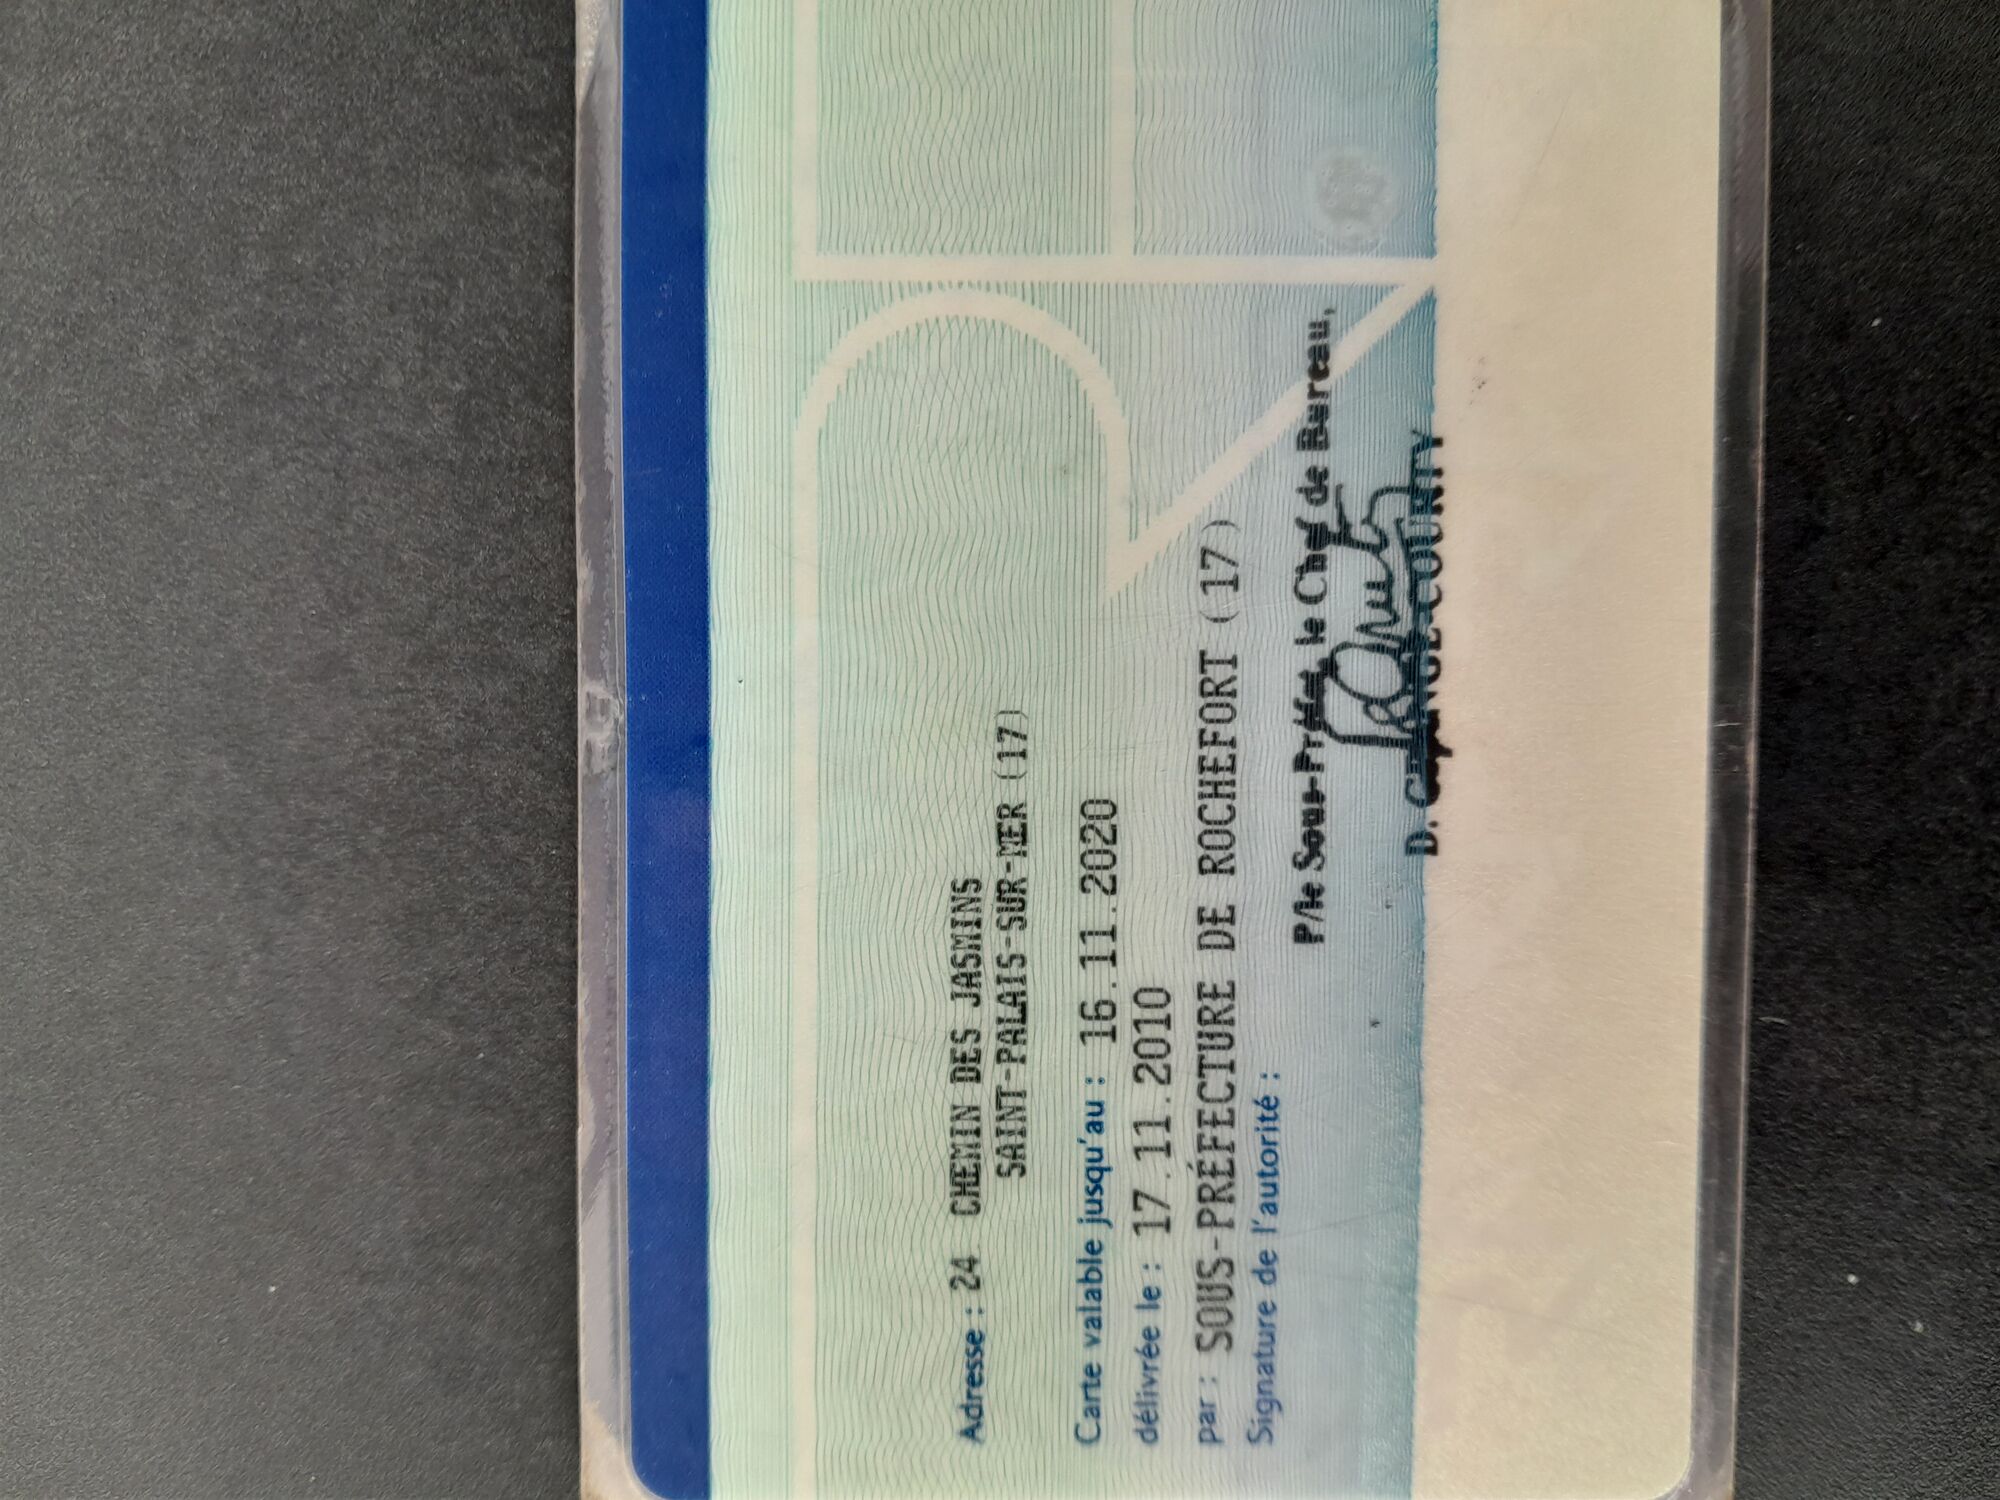 Adresse : 24 CHEMIN DES JASMINS
SAINT-PALAIS-SUR-MER (17)
Carte valable jusqu'au : 16.11.2020
délivrée le : 17.11.2010
par : SOUS-PRÉFECTURE DE ROCHEFORT (17)
Signature de l'autorité :
P/le Sous-Préfet, le Chef de Bureau,
D.